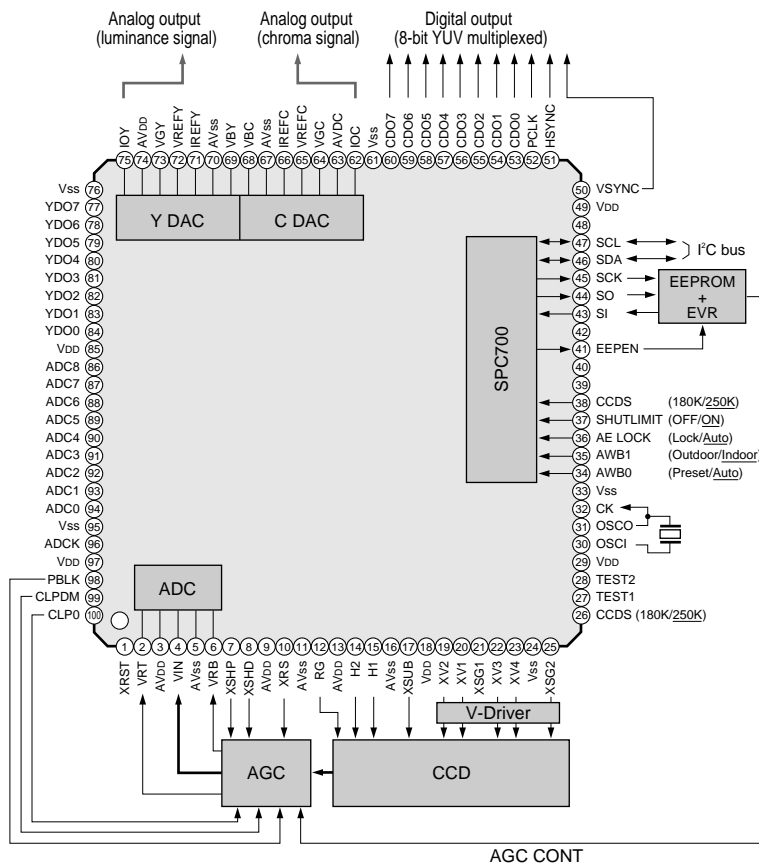 Analog output
(luminance signal)
Analog output
(chroma signal)
Digital output
(8-bit YUV multiplexed)
IOY
AVDD
VGY
VREFY
IREFY
AVss
VBY
VBC
AVss
IREFC
VREFC
VGC
AVDC
IOC
Vss
CDO7
CDO6
CDO5
CDO4
CDO3
CDO2
CDO1
CDO0
PCLK
HSYNC
75 74 73 72 71 70 69 68 67 66 65 64 63 62 61 60 59 58 57 56 55 54 53 52 51
Y DAC
C DAC
Vss 76
YDO7 77
YDO6 78
YDO5 79
YDO4 80
YDO3 81
YDO2 82
YDO1 83
YDO0 84
VDD 85
ADC8 86
ADC7 87
ADC6 88
ADC5 89
ADC4 90
ADC3 91
ADC2 92
ADC1 93
ADC0 94
Vss 95
ADCK 96
VDD 97
PBLK 98
CLPDM 99
CLP0 100
50 VSYNC
49 VDD
48
47 SCL
I²C bus
46 SDA
45 SCK
44 SO
43 SI
42
41 EEPEN
40
39
38 CCDS (180K/250K)
37 SHUTLIMIT (OFF/ON)
36 AE LOCK (Lock/Auto)
35 AWB1 (Outdoor/Indoor)
34 AWB0 (Preset/Auto)
33 Vss
32 CK
31 OSCO
30 OSCI
29 VDD
28 TEST2
27 TEST1
26 CCDS (180K/250K)
EEPROM
+
EVR
SPC700
ADC
1 2 3 4 5 6 7 8 9 10 11 12 13 14 15 16 17 18 19 20 21 22 23 24 25
XRST
VRT
AVDD
VIN
AVss
VRB
XSHP
XSHD
AVDD
XRS
AVss
RG
AVDD
H2
H1
AVss
XSUB
VDD
XV2
XV1
XSG1
XV3
XV4
Vss
XSG2
V-Driver
AGC
CCD
AGC CONT